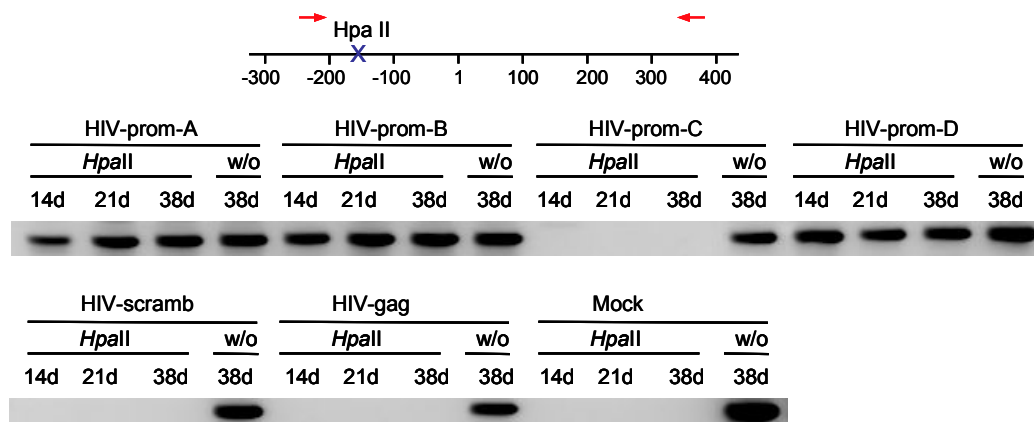 Hpa II
X
-300 -200 -100 1 100 200 300 400
HIV-prom-A HIV-prom-B HIV-prom-C HIV-prom-D
HpaII w/o HpaII w/o HpaII w/o HpaII w/o
14d 21d 38d 38d 14d 21d 38d 38d 14d 21d 38d 38d 14d 21d 38d 38d
HIV-scramb HIV-gag Mock
HpaII w/o HpaII w/o HpaII w/o
14d 21d 38d 38d 14d 21d 38d 38d 14d 21d 38d 38d